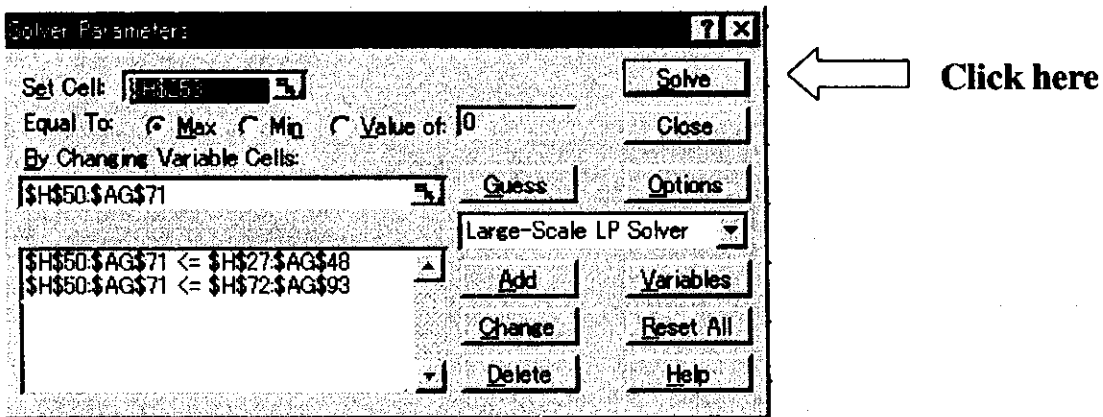 Solver Parameters ? X
Set Cell:
Solve
Click here
Equal To: Max Min Value of: 0
Close
By Changing Variable Cells:
$H$50:$AG$71
Guess
Options
Large-Scale LP Solver
$H$50:$AG$71 <= $H$27:$AG$48
$H$50:$AG$71 <= $H$72:$AG$93
Add
Variables
Change
Reset All
Delete
Help